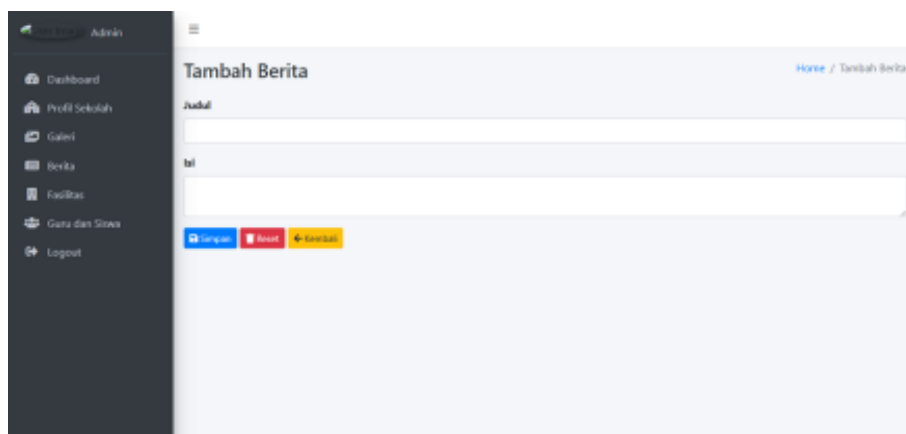 Admin
Dashboard
Profil Sekolah
Galeri
Berita
Fasilitas
Guru dan Siswa
Logout
Tambah Berita
Home / Tambah Berita
Judul
Isi
Simpan
Reset
Kembali